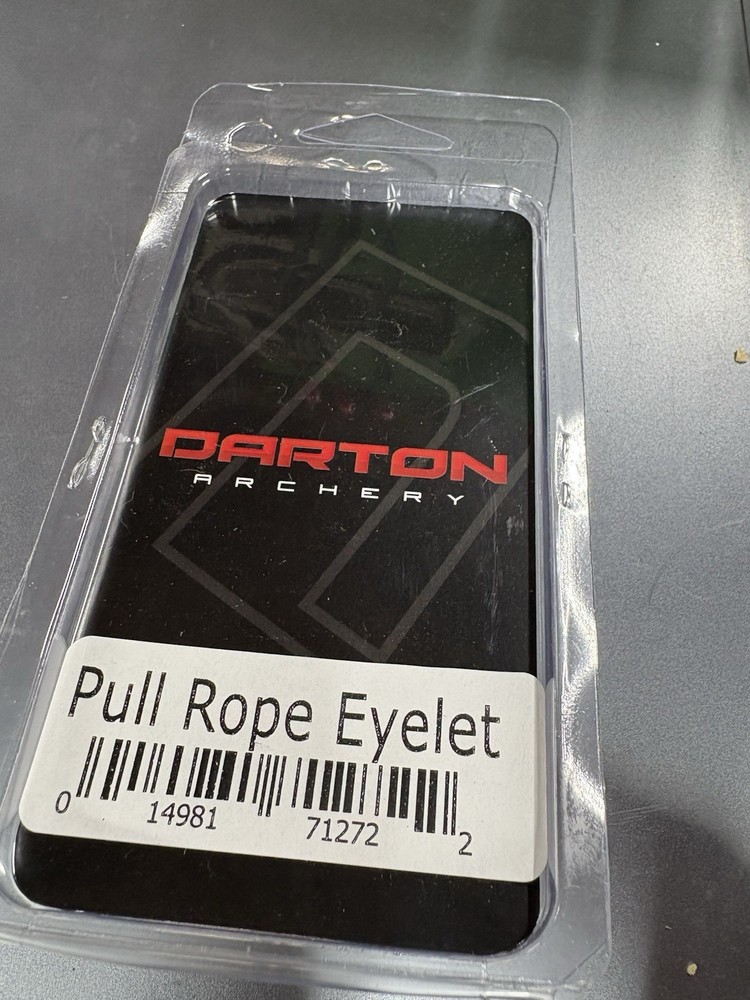 DARTON
ARCHERY
Pull Rope Eyelet
0 14981 71272 2